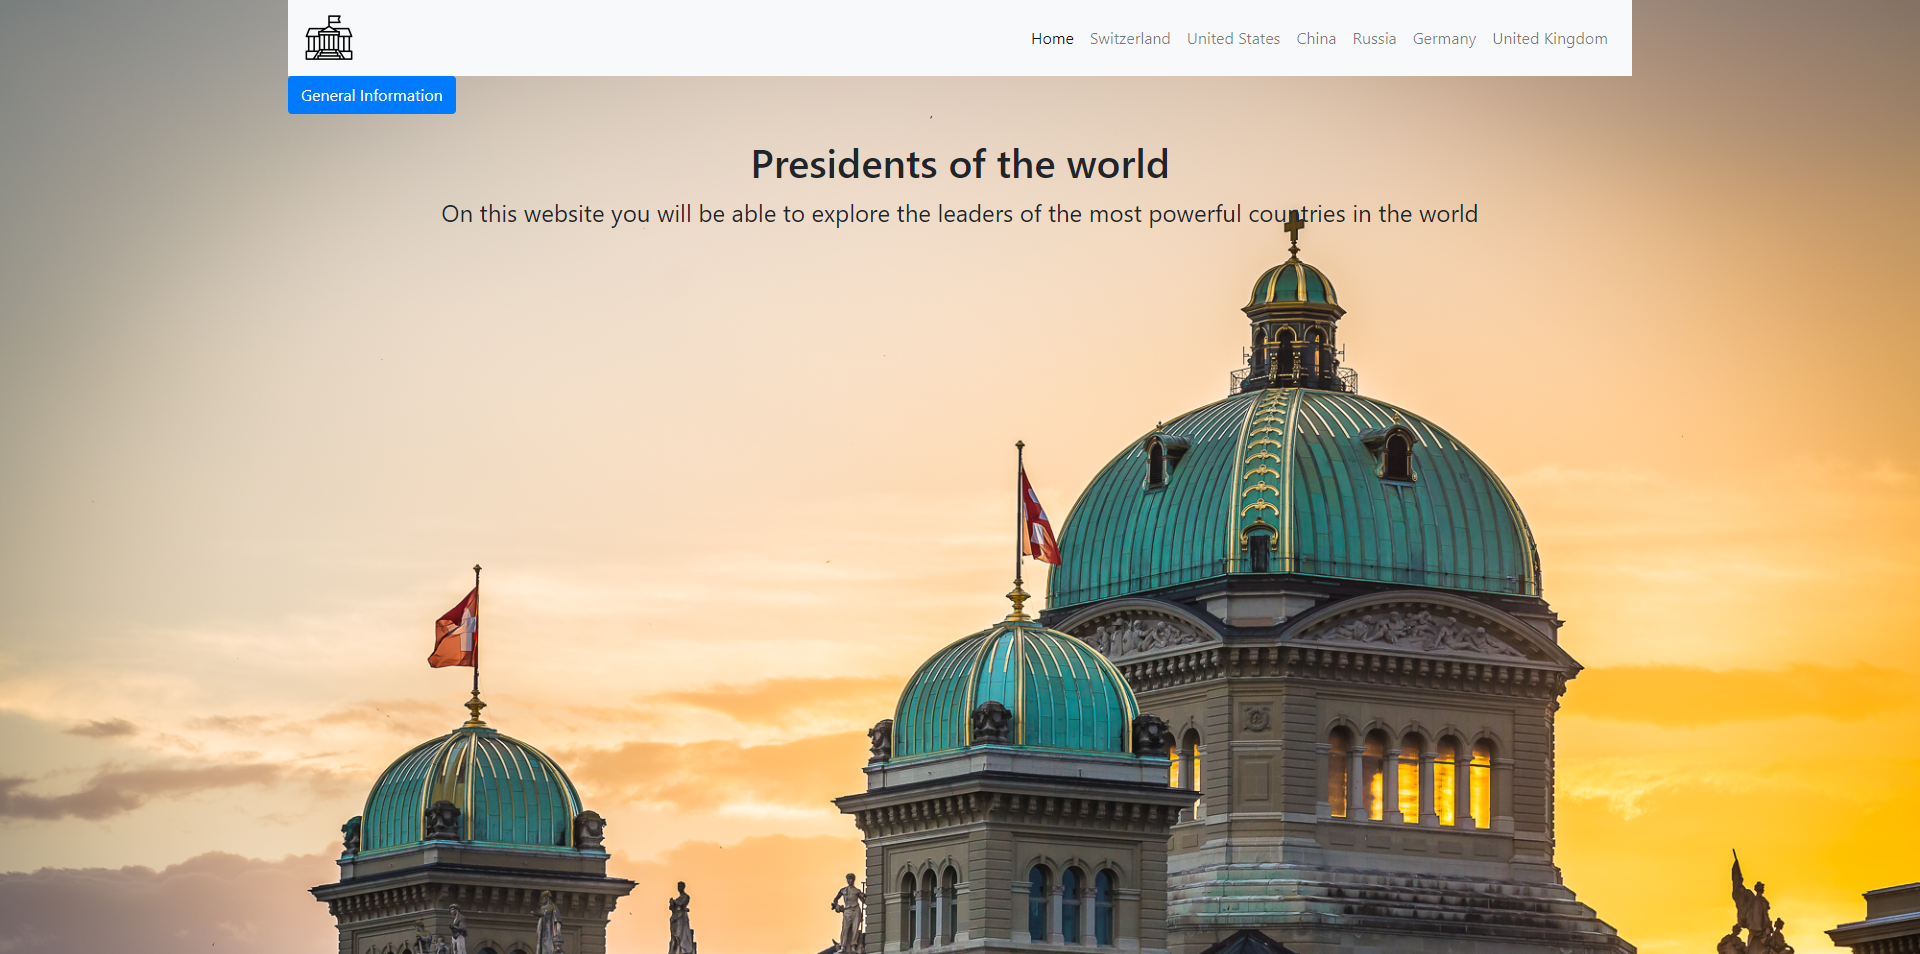 Home Switzerland United States China Russia Germany United Kingdom
General Information
Presidents of the world
On this website you will be able to explore the leaders of the most powerful countries in the world